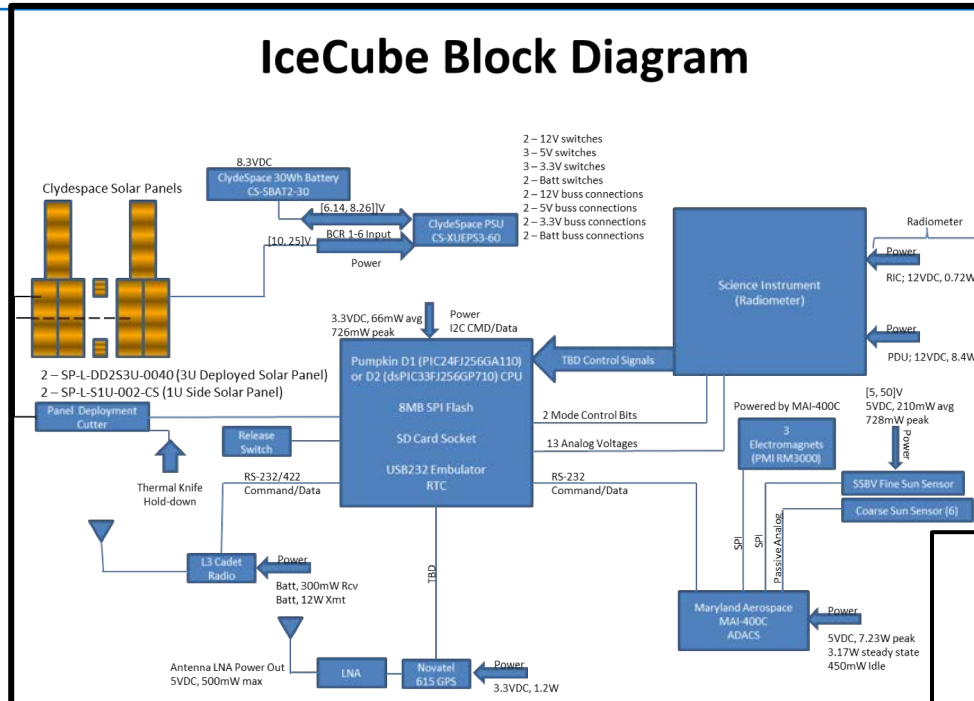 IceCube Block Diagram
2 – 12V switches
3 – 5V switches
3 – 3.3V switches
2 – Batt switches
2 – 12V buss connections
2 – 5V buss connections
2 – 3.3V buss connections
2 – Batt buss connections
8.3VDC
ClydeSpace 30Wh Battery
CS-SBAT2-30
Clydespace Solar Panels
[6.14, 8.26]]V
ClydeSpace PSU
CS-XUEPS3-60
[10, 25]V
BCR 1-6 Input
Power
Radiometer
Power
RIC; 12VDC, 0.72W
Science Instrument
(Radiometer)
Power
PDU; 12VDC, 8.4W
3.3VDC, 66mW avg
726mW peak
Power
I2C CMD/Data
Pumpkin D1 (PIC24FJ256GA110)
or D2 (dsPIC33FJ256GP710) CPU
8MB SPI Flash
SD Card Socket
USB232 Embulator
RTC
TBD Control Signals
2 – SP-L-DD2S3U-0040 (3U Deployed Solar Panel)
2 – SP-L-S1U-002-CS (1U Side Solar Panel)
Panel Deployment
Cutter
Release
Switch
Thermal Knife
Hold-down
2 Mode Control Bits
13 Analog Voltages
RS-232/422
Command/Data
RS-232
Command/Data
Powered by MAI-400C
3
Electromagnets
(PMI RM3000)
[5, 50]V
5VDC, 210mW avg
728mW peak
Power
SSBV Fine Sun Sensor
Coarse Sun Sensor (6)
SPI
SPI
Passive Analog
L3 Cadet
Radio
Power
Batt, 300mW Rcv
Batt, 12W Xmt
TBD
Maryland Aerospace
MAI-400C
ADACS
Power
5VDC, 7.23W peak
3.17W steady state
450mW Idle
Antenna LNA Power Out
5VDC, 500mW max
LNA
Novatel
615 GPS
Power
3.3VDC, 1.2W